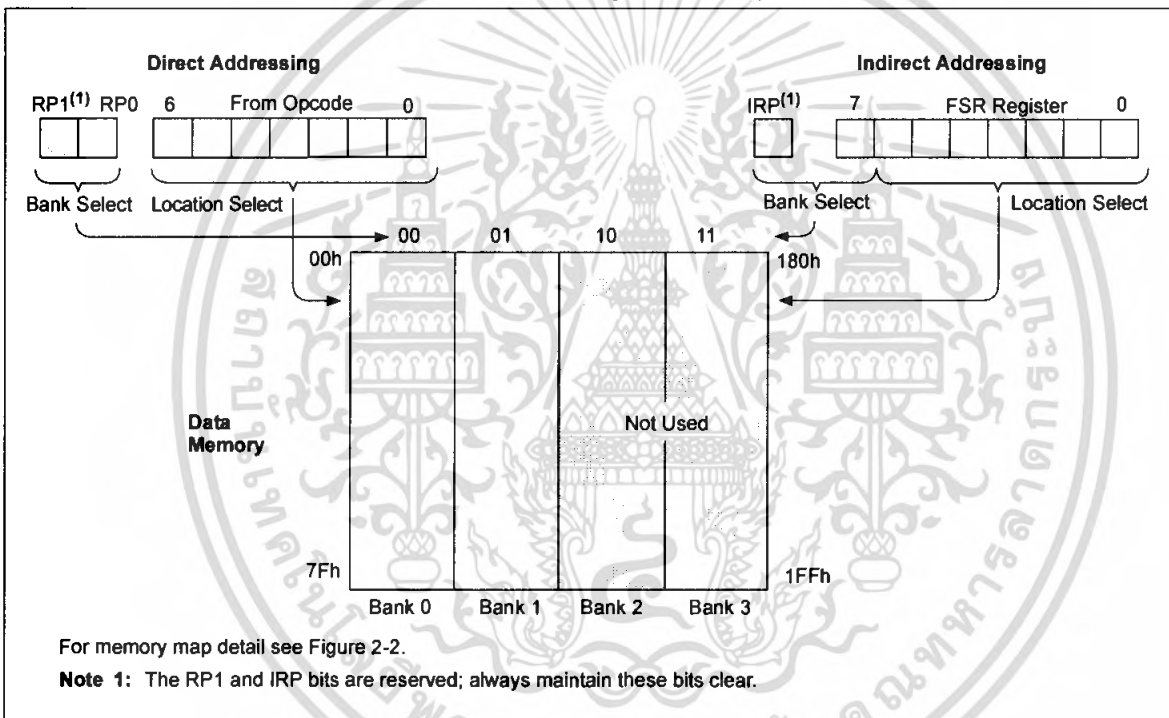 Direct Addressing
Indirect Addressing
RP1(1) RP0 6 From Opcode 0
IRP(1) 7 FSR Register 0
Bank Select Location Select
Bank Select Location Select
00 01 10 11
00h
180h
Data
Memory
Not Used
7Fh
1FFh
Bank 0 Bank 1 Bank 2 Bank 3
For memory map detail see Figure 2-2.
Note 1: The RP1 and IRP bits are reserved; always maintain these bits clear.